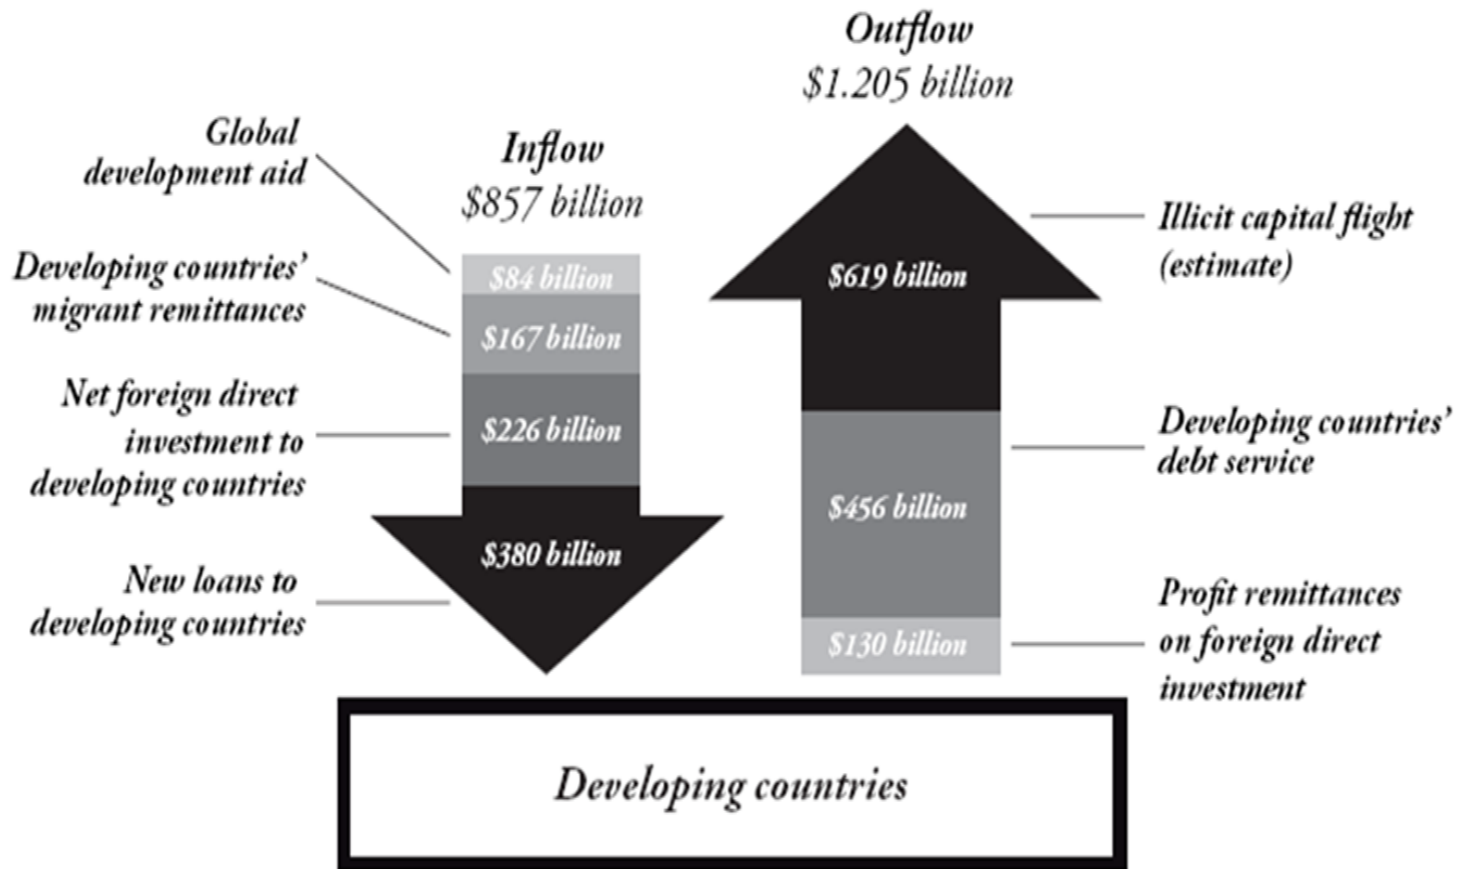 Outflow
$1.205 billion
Inflow
$857 billion
Global
development aid
Developing countries'
migrant remittances
Net foreign direct
investment to
developing countries
New loans to
developing countries
$84 billion
$167 billion
$226 billion
$380 billion
$619 billion
$456 billion
$130 billion
Illicit capital flight
(estimate)
Developing countries'
debt service
Profit remittances
on foreign direct
investment
Developing countries